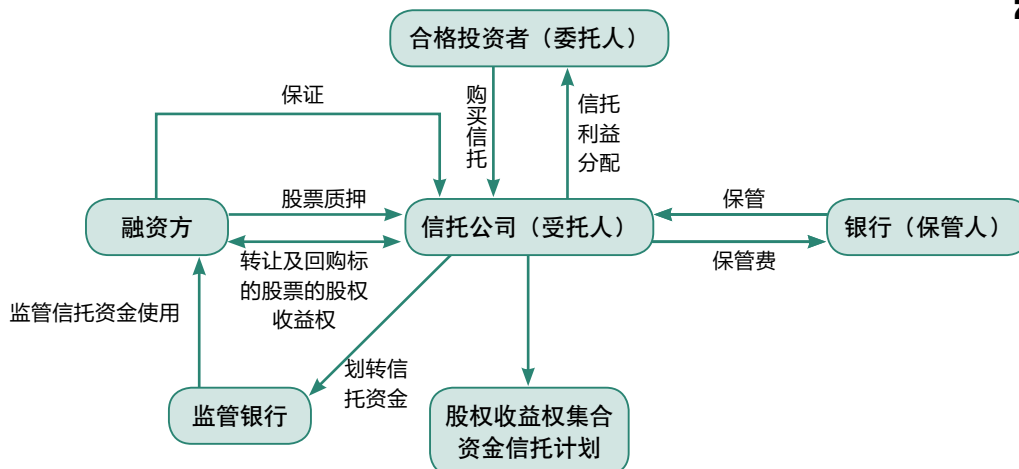 合格投资者（委托人）
保证
购买信托
信托
利益
分配
股票质押
保管
融资方
信托公司（受托人）
银行（保管人）
转让及回购标
的股票的股权
收益权
保管费
监管信托资金使用
划转信
托资金
监管银行
股权收益权集合
资金信托计划